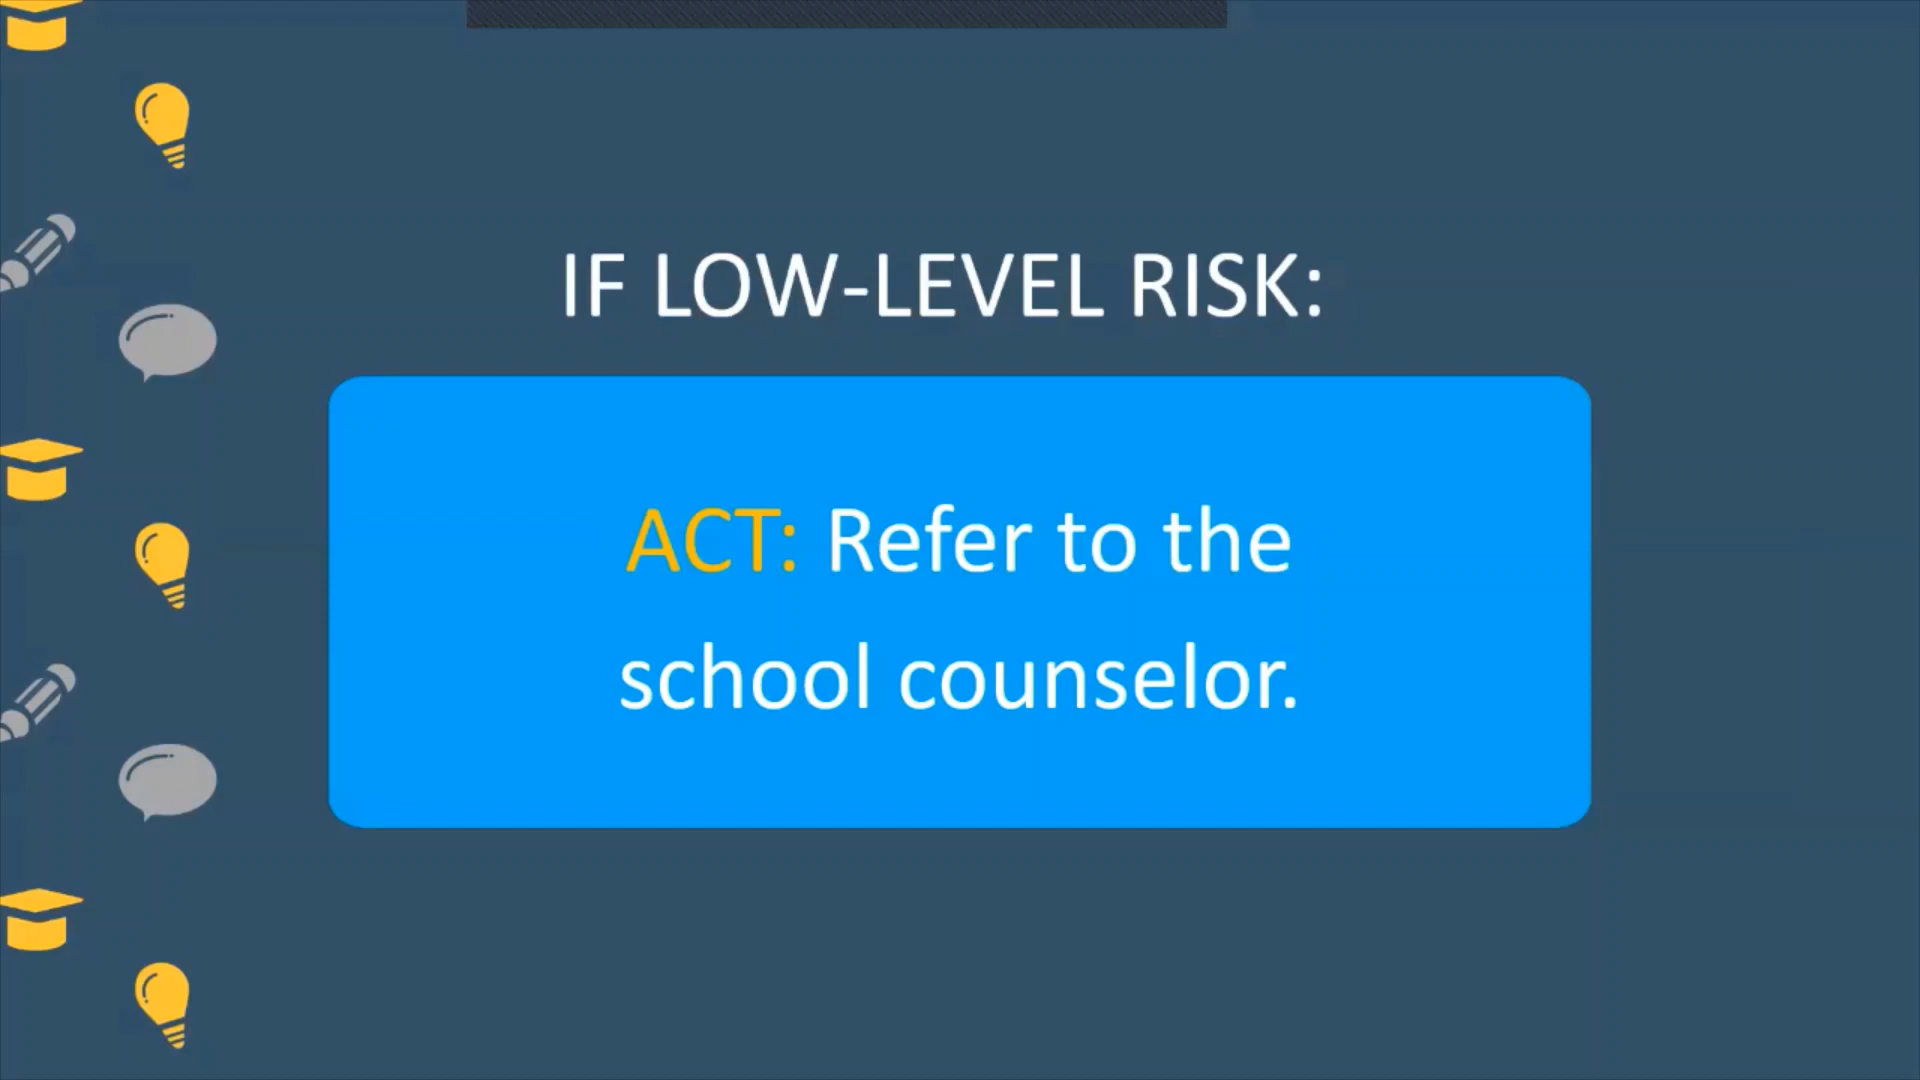 IF LOW-LEVEL RISK:
ACT: Refer to the
school counselor.